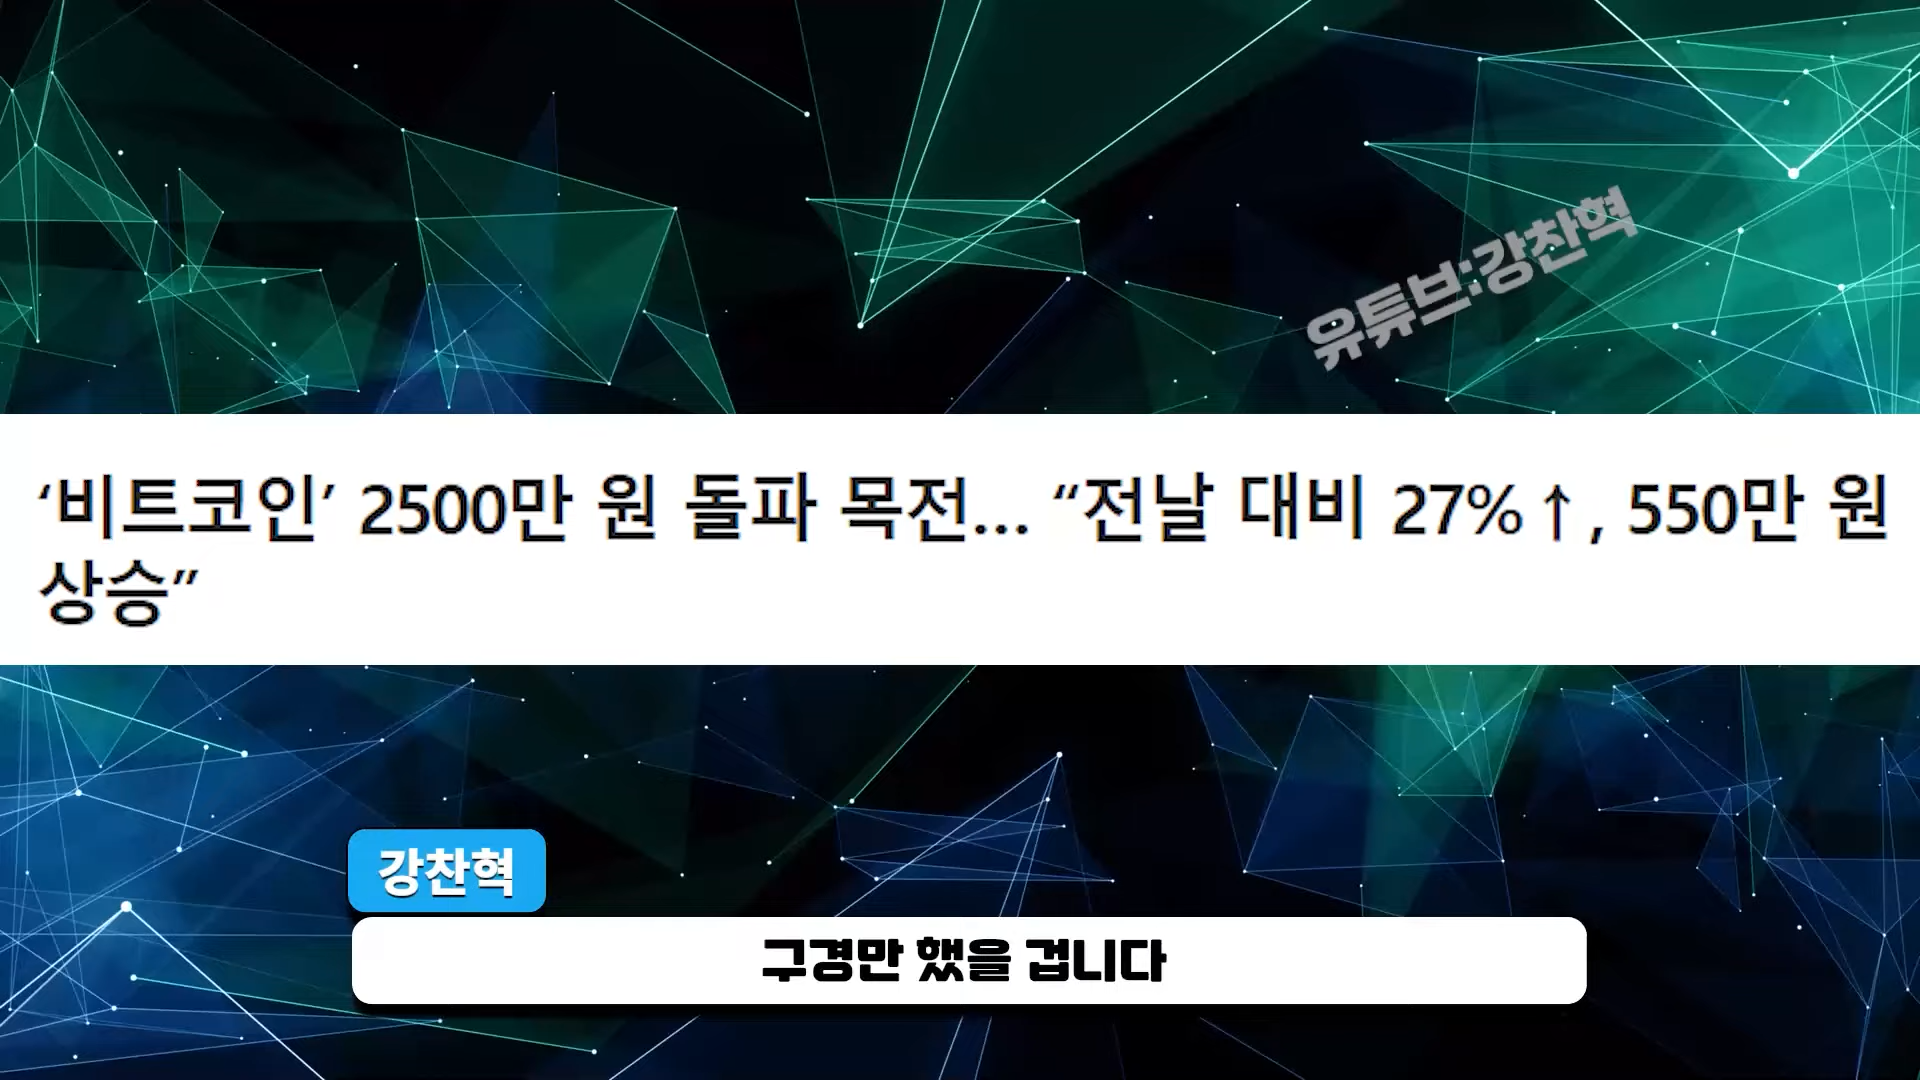 유튜브:강찬혁
‘비트코인’ 2500만 원 돌파 목전… “전날 대비 27%↑, 550만 원
상승”
강찬혁
구경만 했을 겁니다